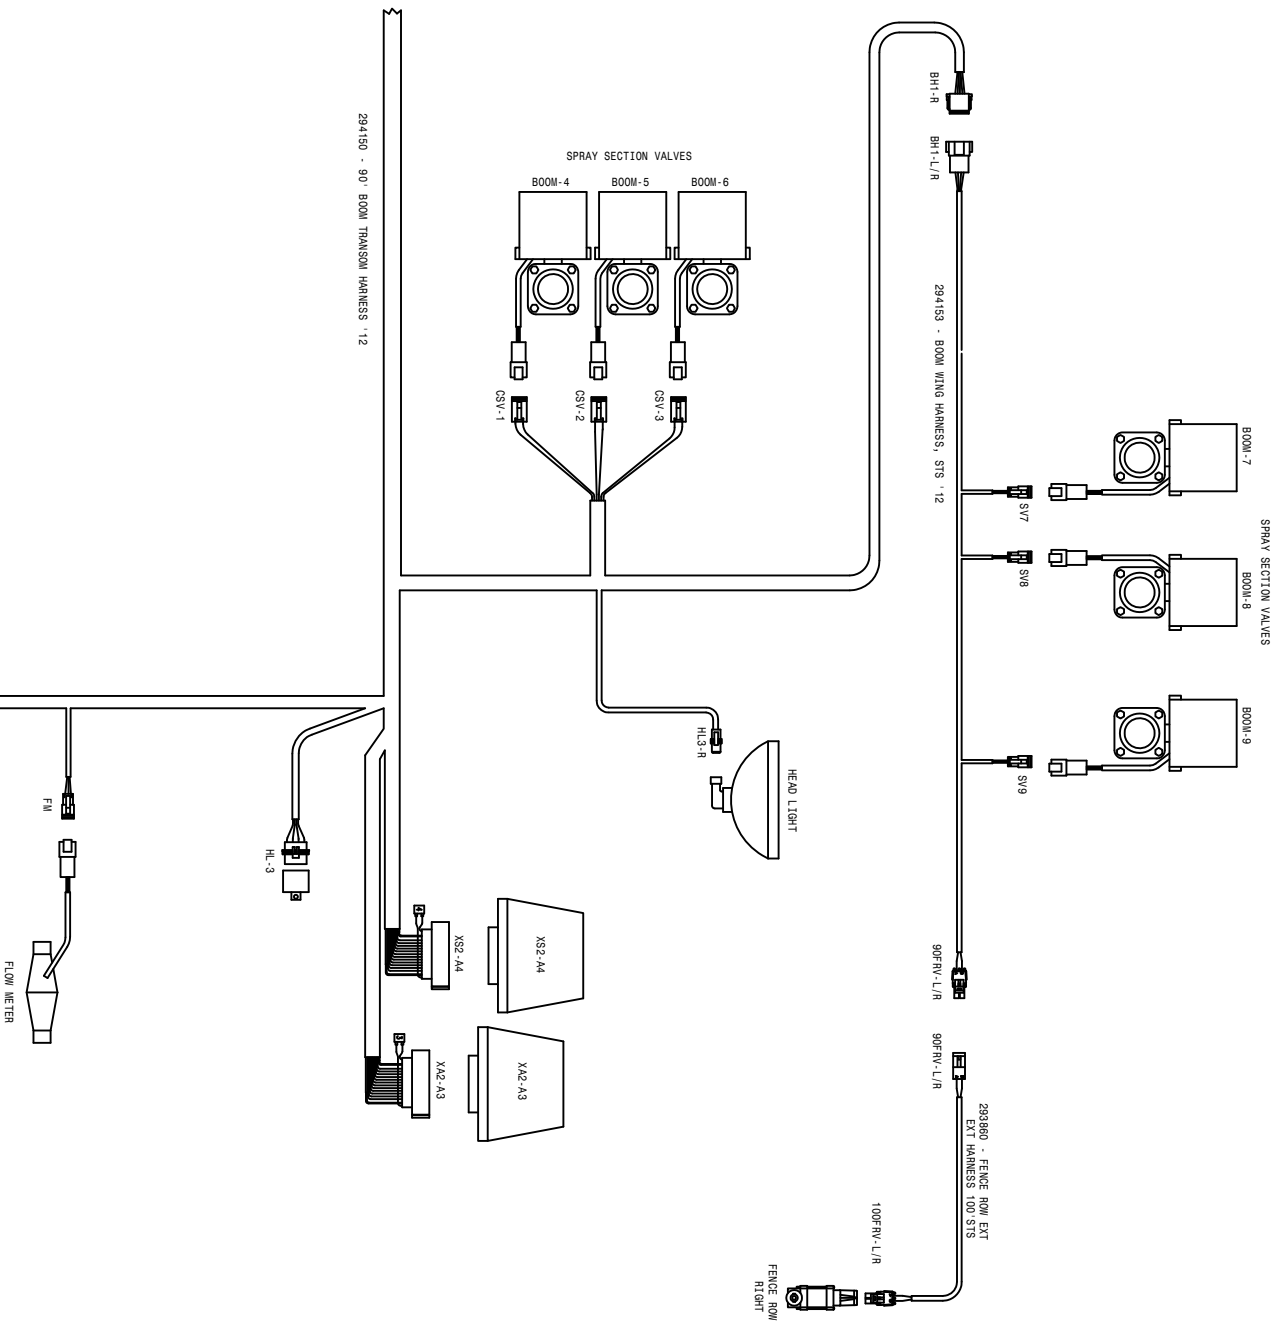 SPRAY SECTION VALVES
BOOM-4
BOOM-5
BOOM-6
CSV-1
CSV-2
CSV-3
294150 - 90' BOOM TRANSOM HARNESS '12
BH1-R
BH1-L/R
294153 - BOOM WING HARNESS, STS '12
SPRAY SECTION VALVES
BOOM-7
BOOM-8
BOOM-9
SV7
SV8
SV9
HL3-R
HEAD LIGHT
90FRV-L/R
90FRV-L/R
293860 - FENCE ROW EXT
EXT HARNESS 100'STS
100FRV-L/R
FENCE ROW
RIGHT
FM
FLOW METER
HL-3
4
XS2-A4
XS2-A4
3
XA2-A3
XA2-A3